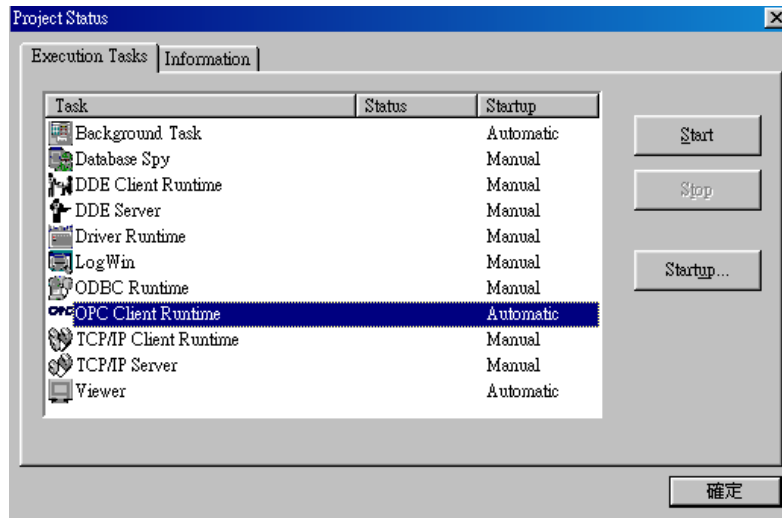 Project Status
Execution Tasks Information
Task Status Startup
Background Task Automatic
Database Spy Manual
DDE Client Runtime Manual
DDE Server Manual
Driver Runtime Manual
LogWin Manual
ODBC Runtime Manual
OPC OPC Client Runtime Automatic
TCP/IP Client Runtime Manual
TCP/IP Server Manual
Viewer Automatic
Start
Stop
Startup...
確定